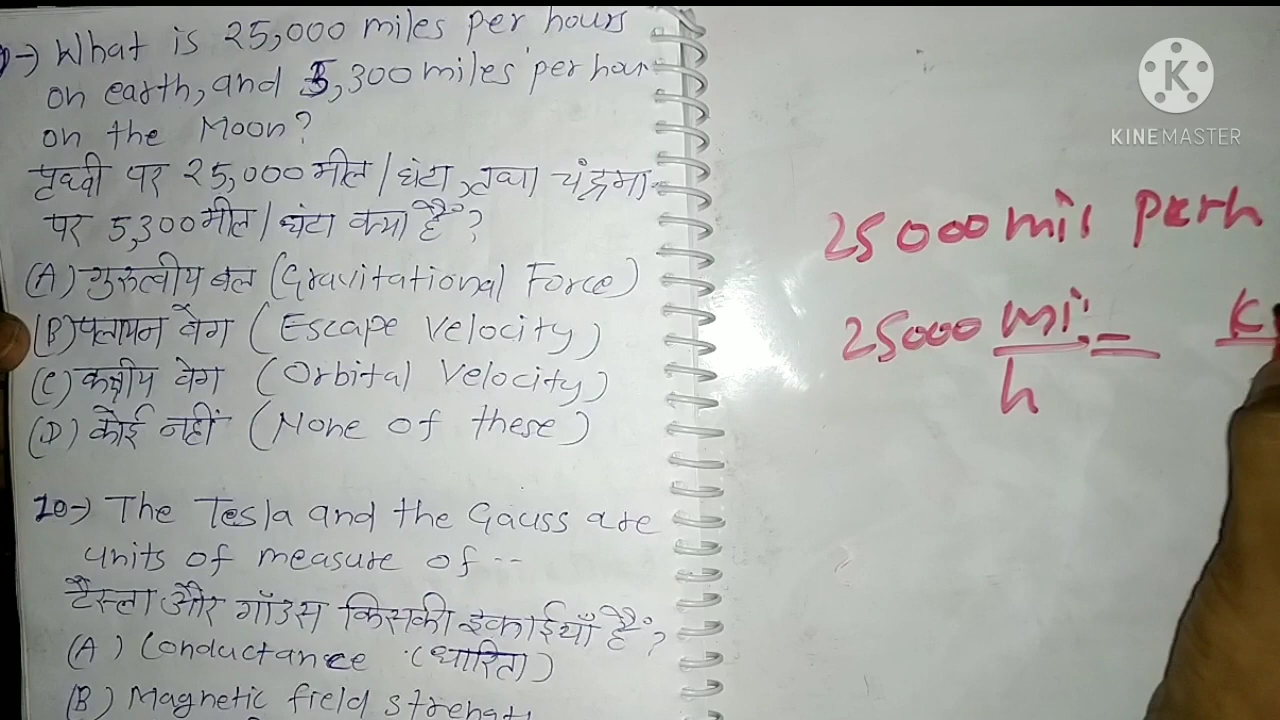 What is 25,000 miles per hours
on earth, and 5,300 miles per hour
on the Moon?
पृथ्वी पर 25,000 मील / घंटा, तथा चंद्रमा
पर 5,300 मील / घंटा क्या हैं?
(A) गुरुत्वीय बल (Gravitational Force)
(B) पलायन वेग (Escape Velocity)
(C) कक्षीय वेग (Orbital Velocity)
(D) कोई नहीं (None of these)
10-) The Tesla and the Gauss are
units of measure of --
टैस्ला और गॉउस किसकी इकाईयाँ हैं?
(A) Conductance (धारिता)
(B) Magnetic field strength
K
KINEMASTER
25000 mil perh
25000 mi = K
h